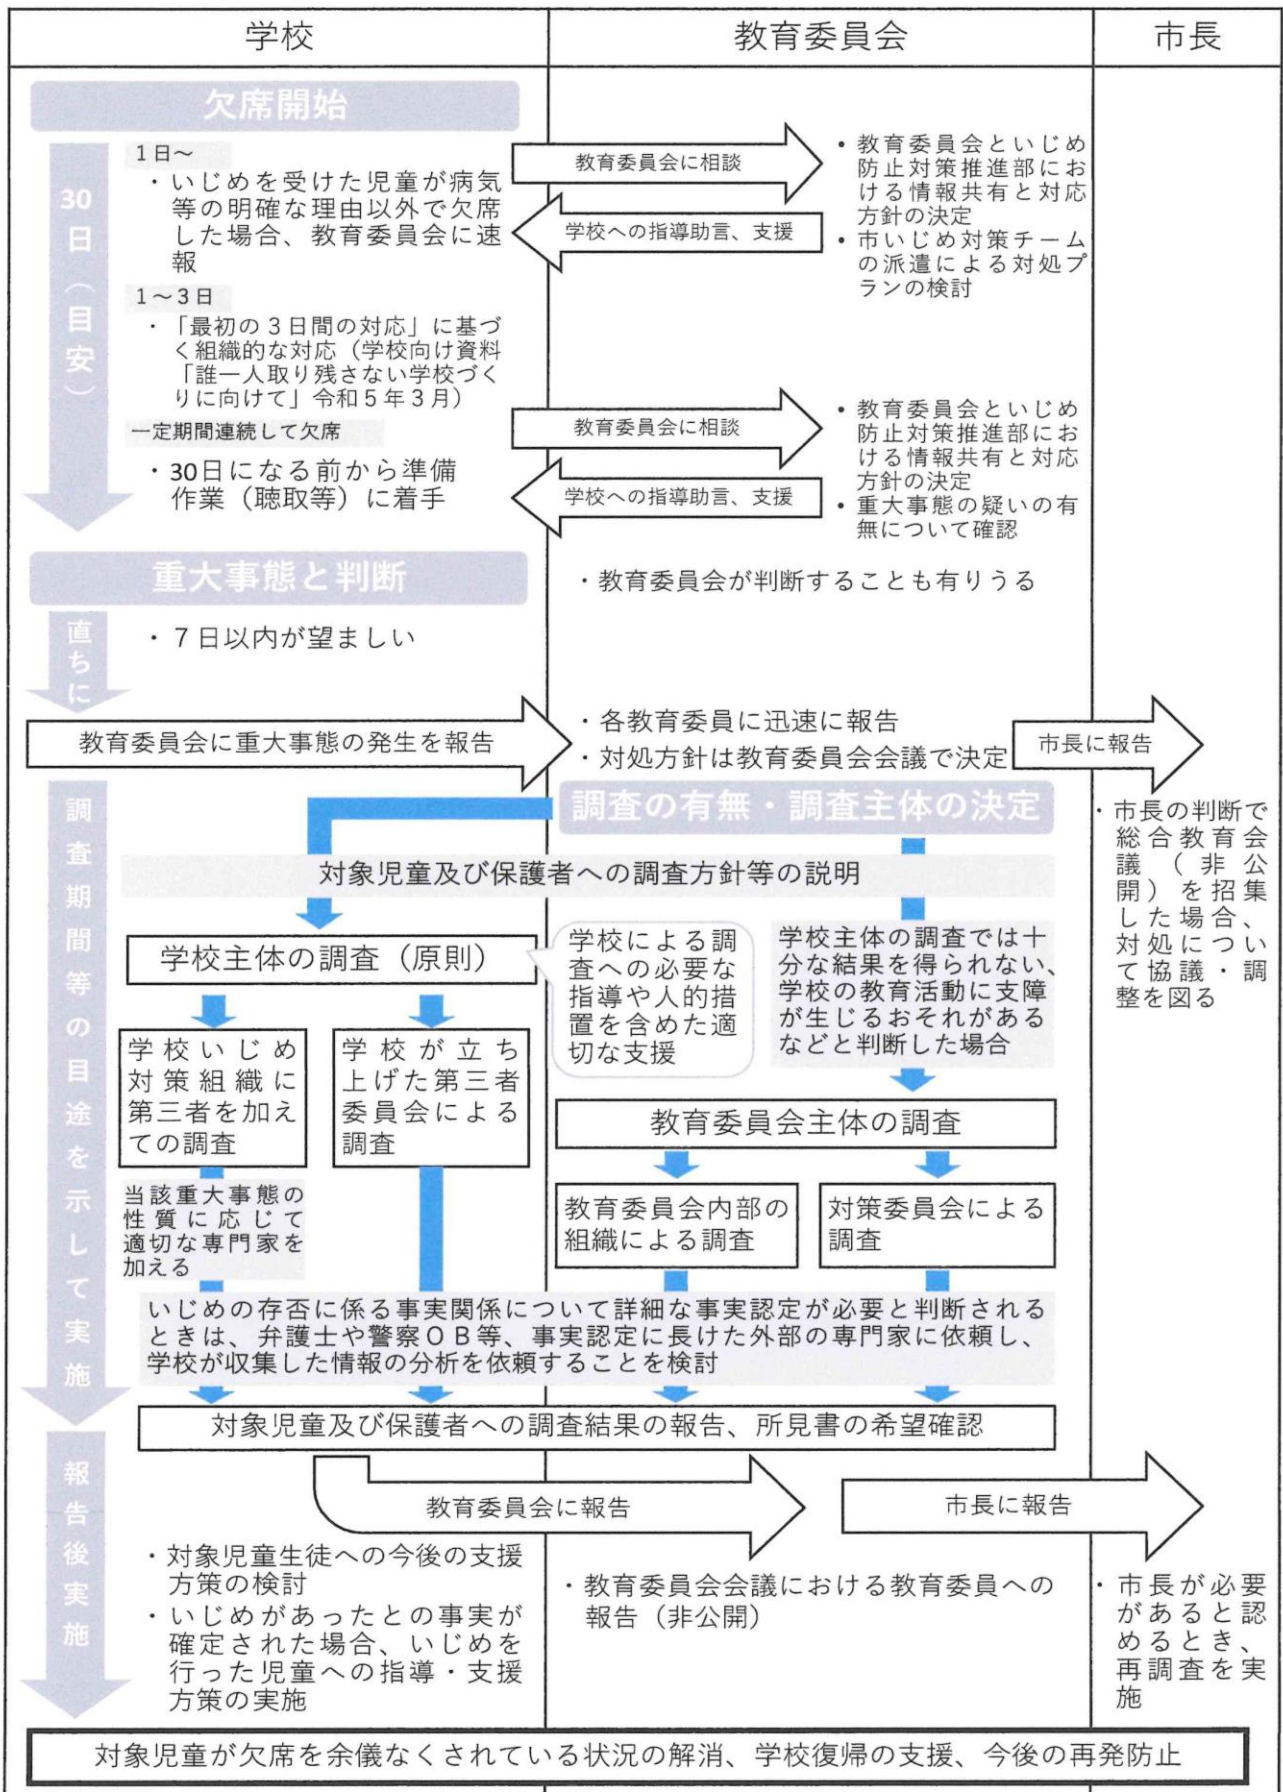 学校
教育委員会
市長
欠席開始
30日（目安）
1日～
・いじめを受けた児童が病気
等の明確な理由以外で欠席
した場合、教育委員会に速
報
1～3日
・「最初の３日間の対応」に基づ
く組織的な対応（学校向け資料
「誰一人取り残さない学校づく
りに向けて」令和５年３月）
一定期間連続して欠席
・30日になる前から準備
作業（聴取等）に着手
教育委員会に相談
学校への指導助言、支援
• 教育委員会といじめ
防止対策推進部にお
ける情報共有と対応
方針の決定
• 市いじめ対策チーム
の派遣による対処プ
ランの検討
教育委員会に相談
学校への指導助言、支援
• 教育委員会といじめ
防止対策推進部にお
ける情報共有と対応
方針の決定
• 重大事態の疑いの有
無について確認
重大事態と判断
・教育委員会が判断することも有りうる
直ちに
・７日以内が望ましい
教育委員会に重大事態の発生を報告
・各教育委員に迅速に報告
・対処方針は教育委員会会議で決定
市長に報告
調査期間等の目途を示して実施
調査の有無・調査主体の決定
・市長の判断で
総合教育会
議（非公
開）を招集
した場合、
対処につい
て協議・調
整を図る
対象児童及び保護者への調査方針等の説明
学校主体の調査（原則）
学校による調
査への必要な
指導や人的措
置を含めた適
切な支援
学校主体の調査では十
分な結果を得られない、
学校の教育活動に支障
が生じるおそれがある
などと判断した場合
学校いじめ
対策組織に
第三者を加え
ての調査
学校が立ち
上げた第三者
委員会による
調査
教育委員会主体の調査
当該重大事態の
性質に応じて
適切な専門家を
加える
教育委員会内部の
組織による調査
対策委員会による
調査
いじめの存否に係る事実関係について詳細な事実認定が必要と判断される
ときは、弁護士や警察ＯＢ等、事実認定に長けた外部の専門家に依頼し、
学校が収集した情報の分析を依頼することを検討
対象児童及び保護者への調査結果の報告、所見書の希望確認
報告後実施
教育委員会に報告
市長に報告
・対象児童生徒への今後の支援
方策の検討
・いじめがあったとの事実が
確定された場合、いじめを
行った児童への指導・支援
方策の実施
・教育委員会会議における教育委員への
報告（非公開）
・市長が必要
があると認
めるとき、
再調査を実
施
対象児童が欠席を余儀なくされている状況の解消、学校復帰の支援、今後の再発防止